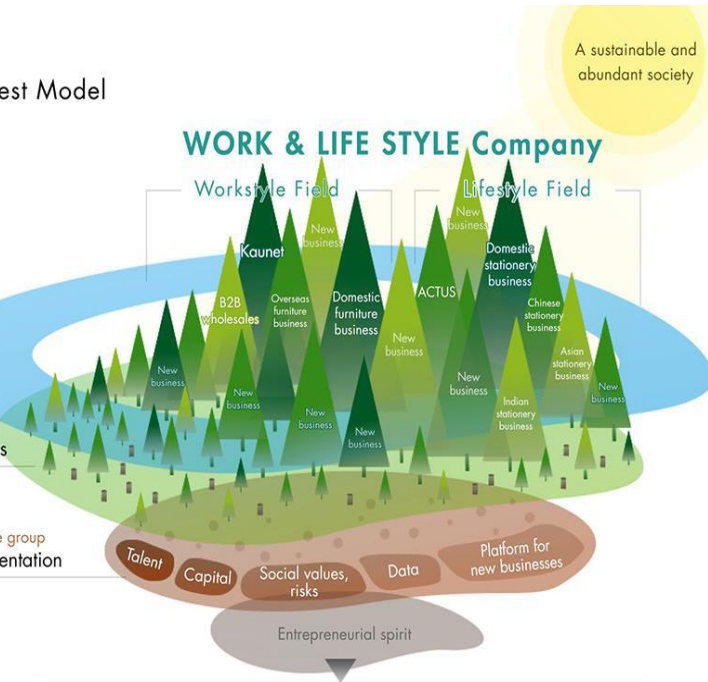 A sustainable and
abundant society
est Model
WORK & LIFE STYLE Company
Workstyle Field
Lifestyle Field
New
business
New
business
Kaunet
Domestic
stationery
business
B2B
wholesales
Overseas
furniture
business
Domestic
furniture
business
ACTUS
Chinese
stationery
business
New
business
Asian
stationery
business
New
business
New
business
New
business
New
business
Indian
stationery
business
New
business
New
business
s
e group
entation
Talent
Capital
Social values,
risks
Data
Platform for
new businesses
Entrepreneurial spirit